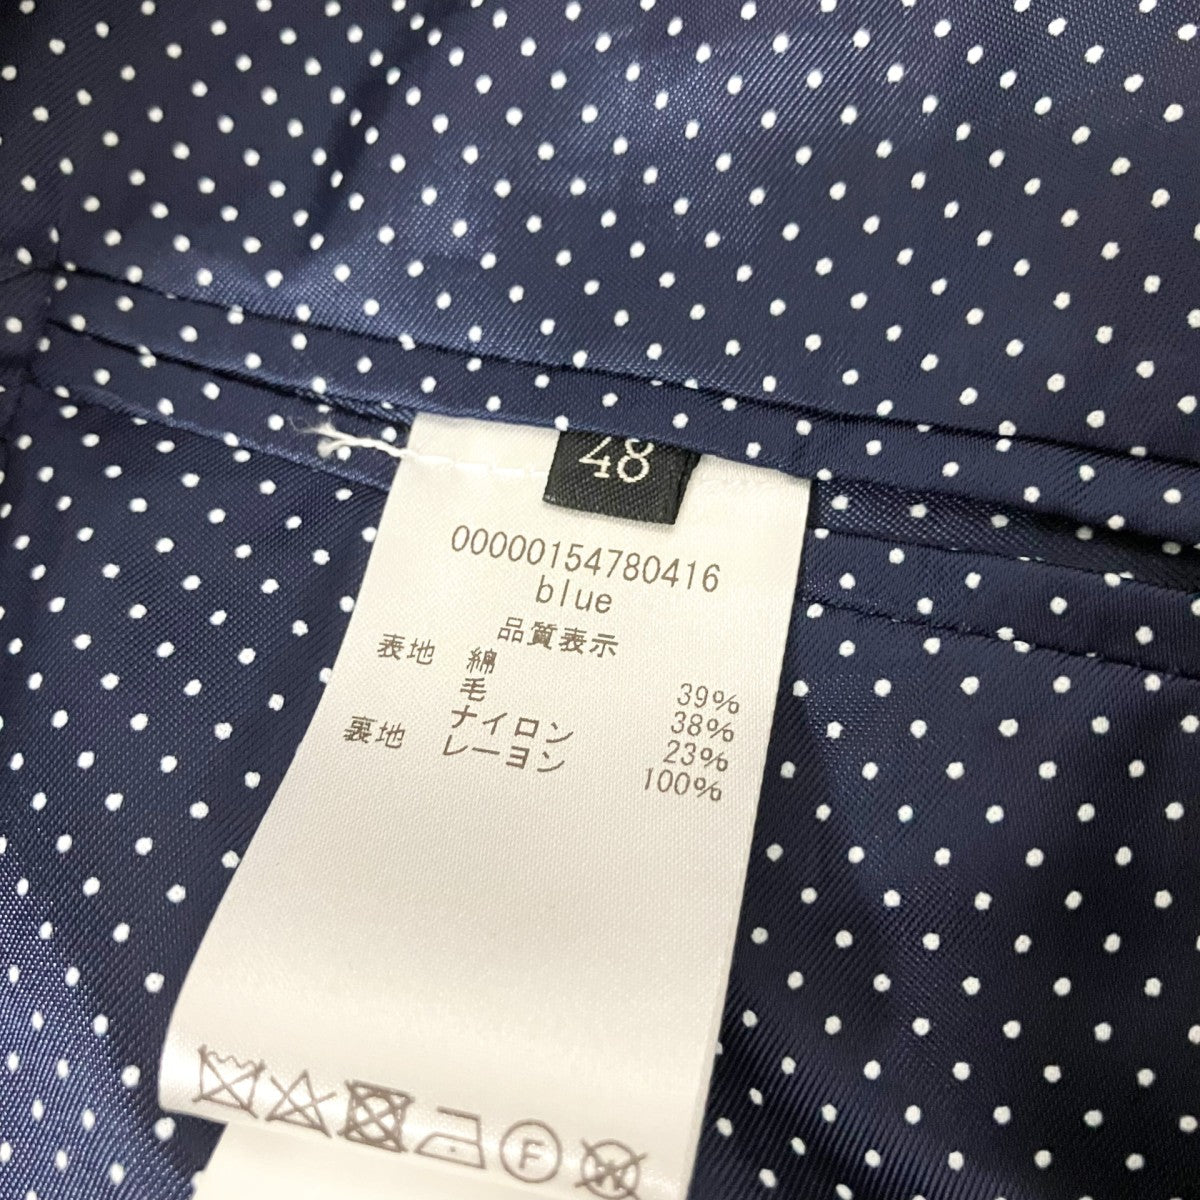 48
00000154780416
blue
品質表示
表地 綿 39%
毛 38%
ナイロン 23%
裏地 レーヨン 100%
F
W